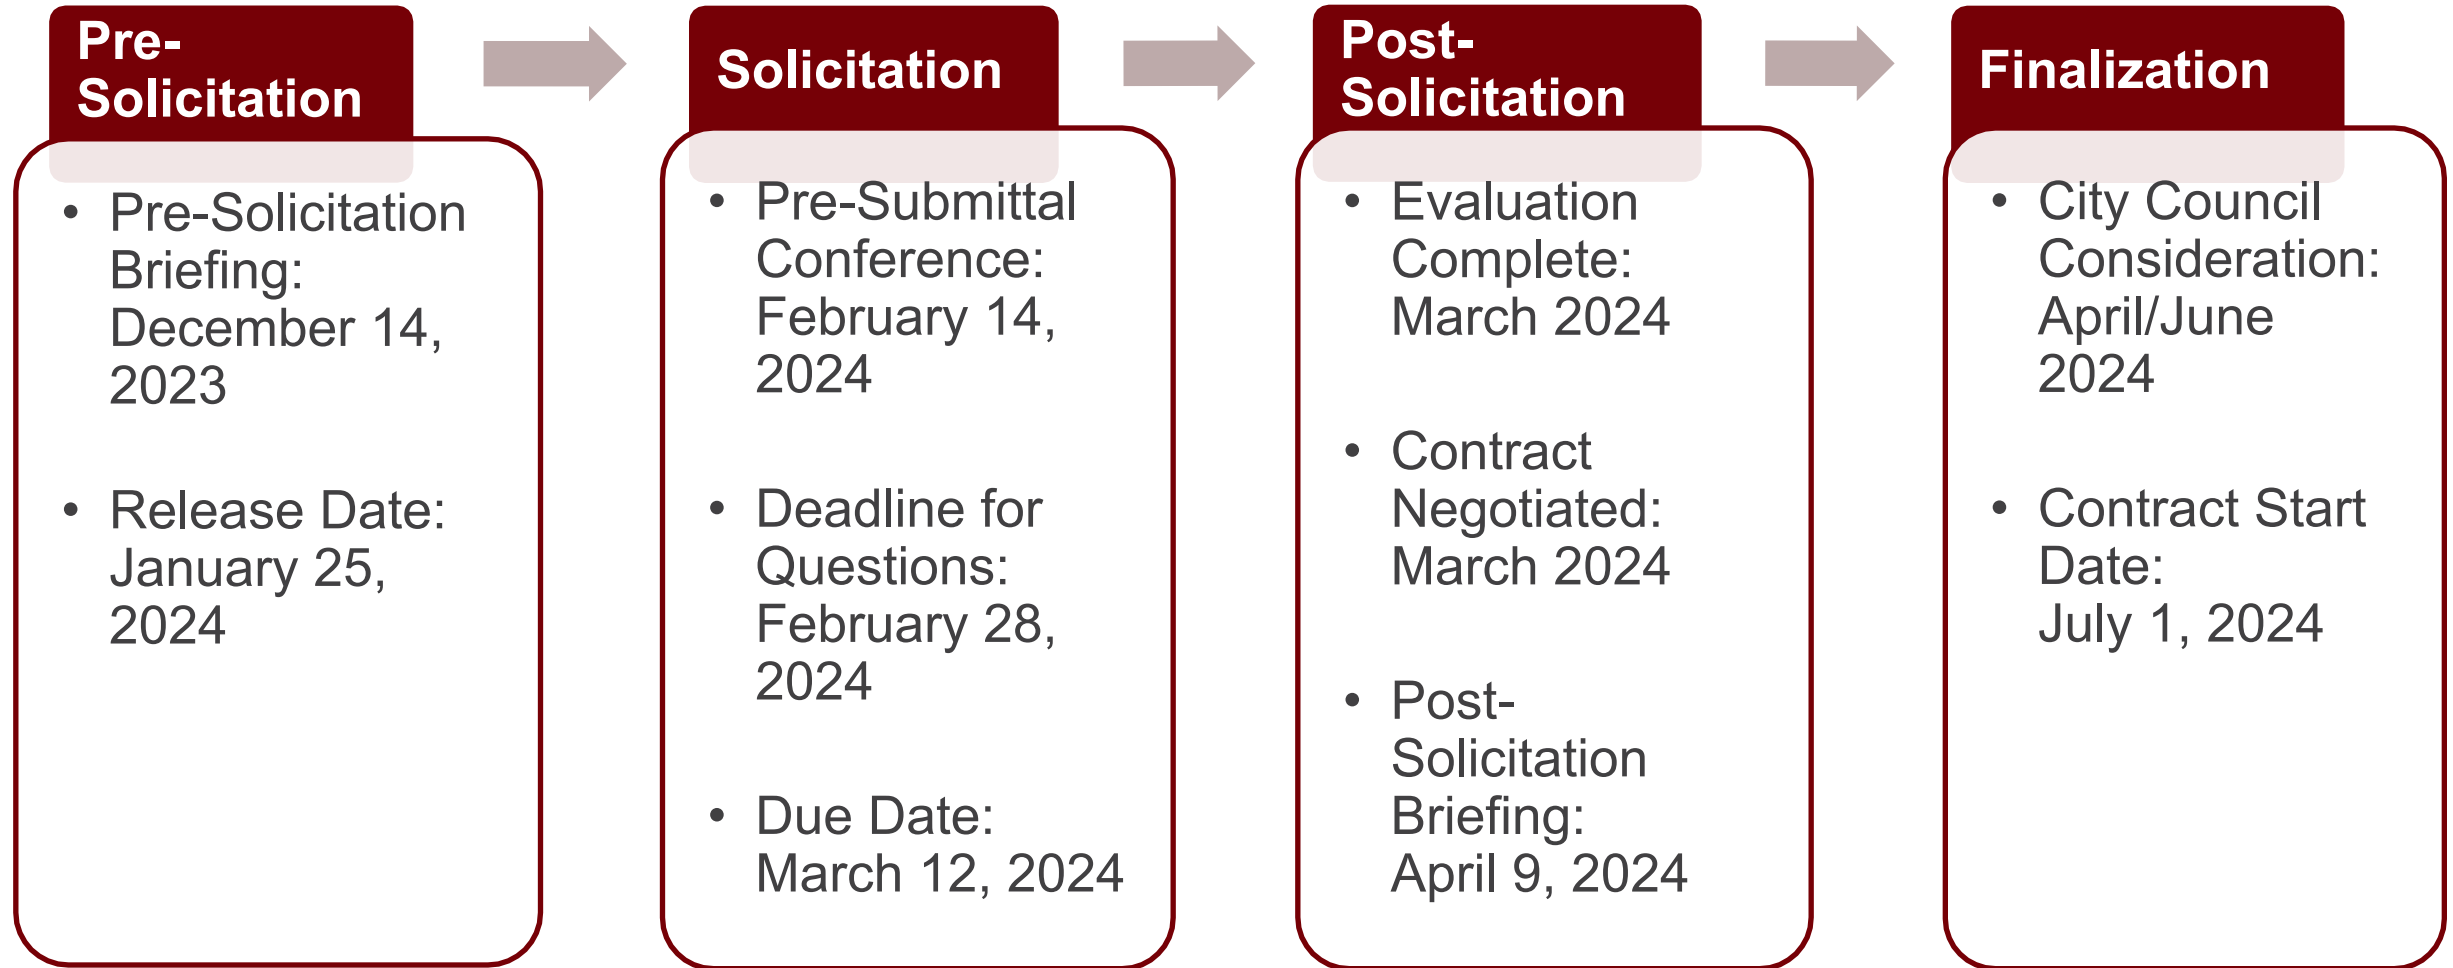 Pre-
Solicitation
• Pre-Solicitation
Briefing:
December 14,
2023
• Release Date:
January 25,
2024
Solicitation
• Pre-Submittal
Conference:
February 14,
2024
• Deadline for
Questions:
February 28,
2024
• Due Date:
March 12, 2024
Post-
Solicitation
• Evaluation
Complete:
March 2024
• Contract
Negotiated:
March 2024
• Post-
Solicitation
Briefing:
April 9, 2024
Finalization
• City Council
Consideration:
April/June
2024
• Contract Start
Date:
July 1, 2024